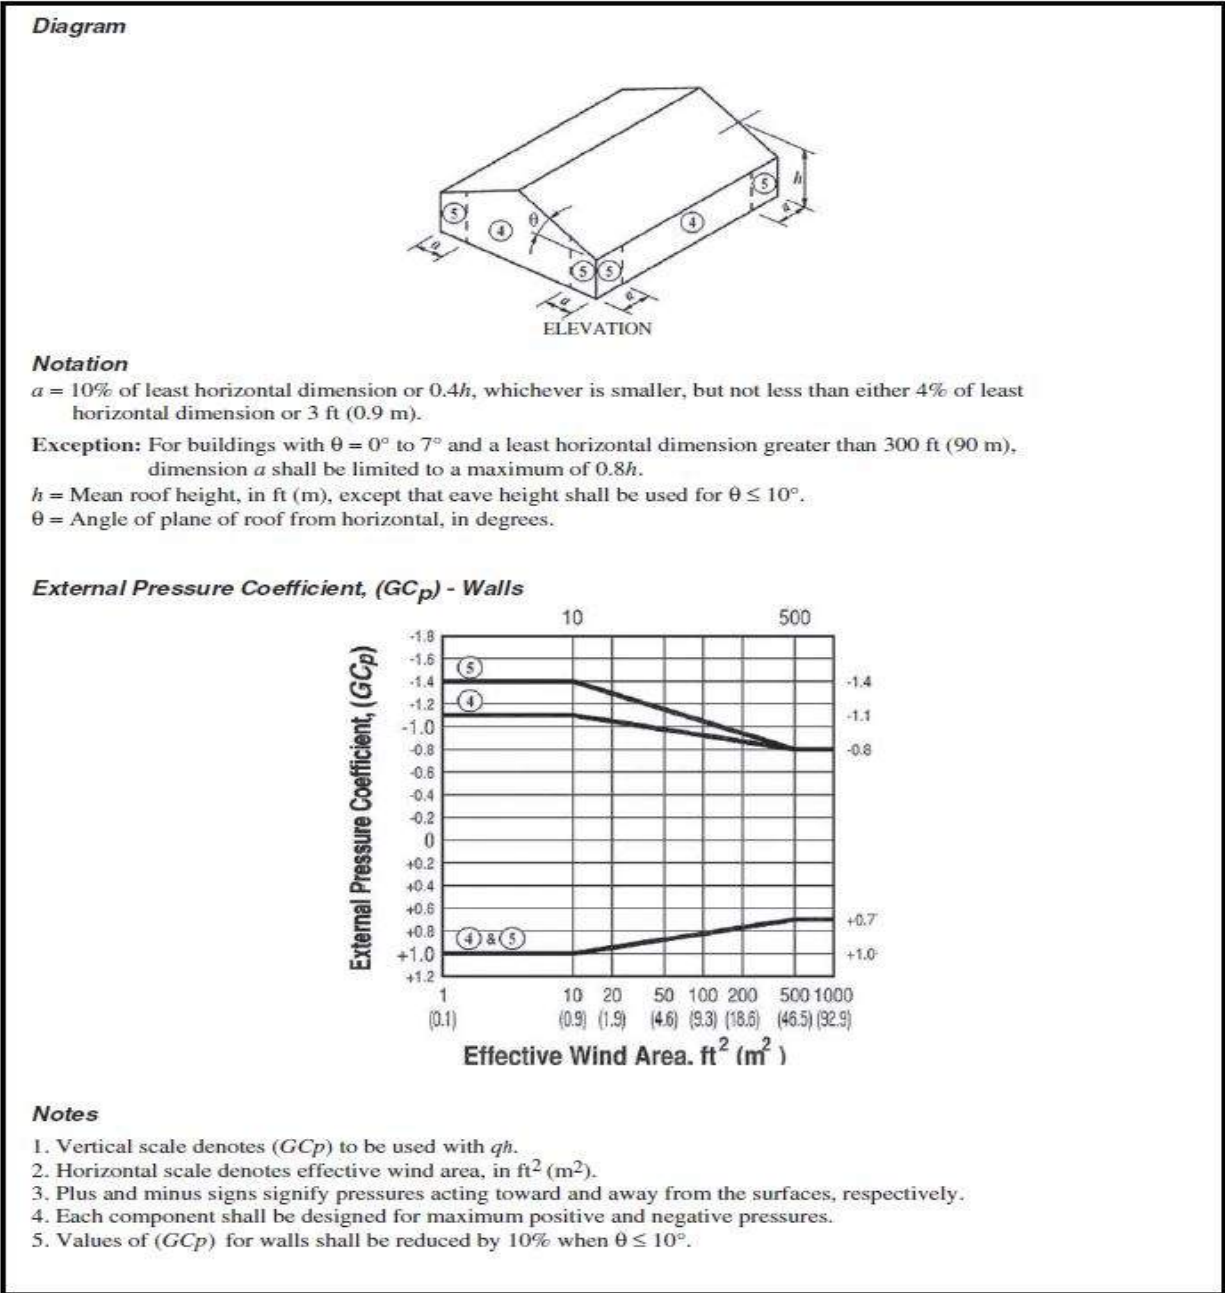 Diagram
5
4
θ
5
5
4
5
h
a
a
a
a
ELEVATION
Notation
a = 10% of least horizontal dimension or 0.4h, whichever is smaller, but not less than either 4% of least
horizontal dimension or 3 ft (0.9 m).
Exception: For buildings with θ = 0° to 7° and a least horizontal dimension greater than 300 ft (90 m),
dimension a shall be limited to a maximum of 0.8h.
h = Mean roof height, in ft (m), except that eave height shall be used for θ ≤ 10°.
θ = Angle of plane of roof from horizontal, in degrees.
External Pressure Coefficient, (GCp) - Walls
10 500
External Pressure Coefficient, (GCp)
-1.8
-1.6
-1.4
-1.2
-1.0
-0.8
-0.6
-0.4
-0.2
0
+0.2
+0.4
+0.6
+0.8
+1.0
+1.2
5
4
4 & 5
-1.4
-1.1
-0.8
+0.7
+1.0
1 10 20 50 100 200 500 1000
(0.1) (0.9) (1.9) (4.6) (9.3) (18.6) (46.5) (92.9)
Effective Wind Area. ft² (m²)
Notes
1. Vertical scale denotes (GCp) to be used with qh.
2. Horizontal scale denotes effective wind area, in ft² (m²).
3. Plus and minus signs signify pressures acting toward and away from the surfaces, respectively.
4. Each component shall be designed for maximum positive and negative pressures.
5. Values of (GCp) for walls shall be reduced by 10% when θ ≤ 10°.